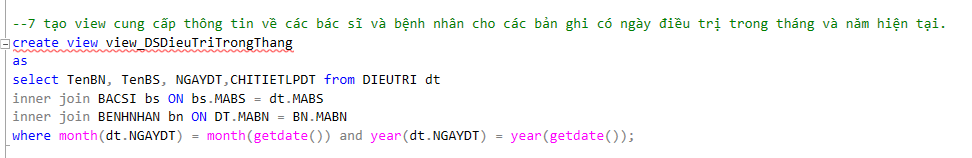 --7 tạo view cung cấp thông tin về các bác sĩ và bệnh nhân cho các bản ghi có ngày điều trị trong tháng và năm hiện tại.
create view view_DSDieuTriTrongThang
as
select TenBN, TenBS, NGAYDT,CHITIETLPDT from DIEUTRI dt
inner join BACSI bs ON bs.MABS = dt.MABS
inner join BENHNHAN bn ON DT.MABN = BN.MABN
where month(dt.NGAYDT) = month(getdate()) and year(dt.NGAYDT) = year(getdate());